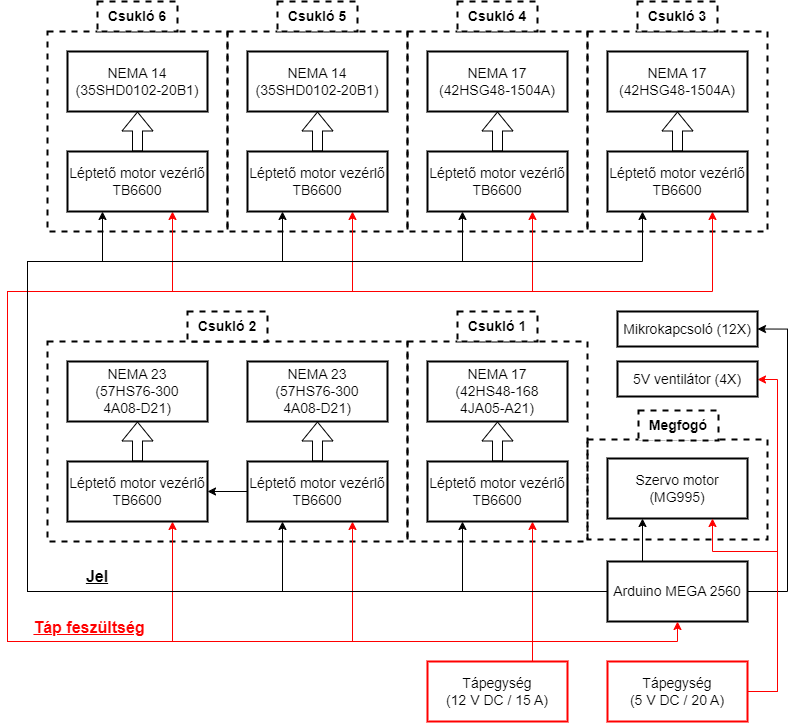 Csukló 6
Csukló 5
Csukló 4
Csukló 3
NEMA 14
(35SHD0102-20B1)
NEMA 14
(35SHD0102-20B1)
NEMA 17
(42HSG48-1504A)
NEMA 17
(42HSG48-1504A)
Léptető motor vezérlő
TB6600
Léptető motor vezérlő
TB6600
Léptető motor vezérlő
TB6600
Léptető motor vezérlő
TB6600
Csukló 2
Csukló 1
Mikrokapcsoló (12X)
NEMA 23
(57HS76-300
4A08-D21)
NEMA 23
(57HS76-300
4A08-D21)
NEMA 17
(42HS48-168
4JA05-A21)
5V ventilátor (4X)
Megfogó
Léptető motor vezérlő
TB6600
Léptető motor vezérlő
TB6600
Léptető motor vezérlő
TB6600
Szervo motor
(MG995)
Jel
Arduino MEGA 2560
Táp feszültség
Tápegység
(12 V DC / 15 A)
Tápegység
(5 V DC / 20 A)